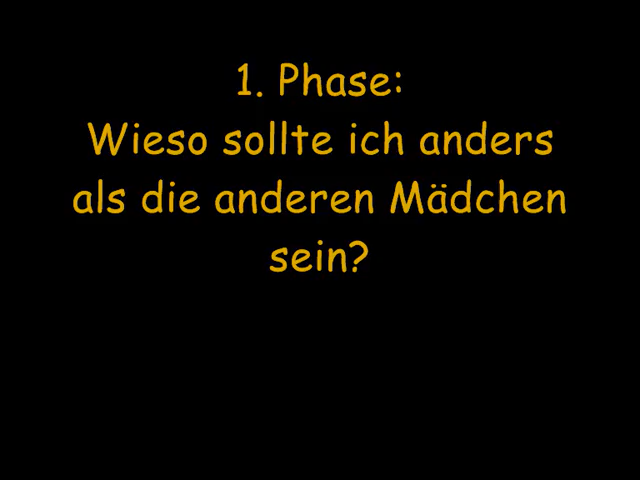 1. Phase:
Wieso sollte ich anders
als die anderen Mädchen
sein?